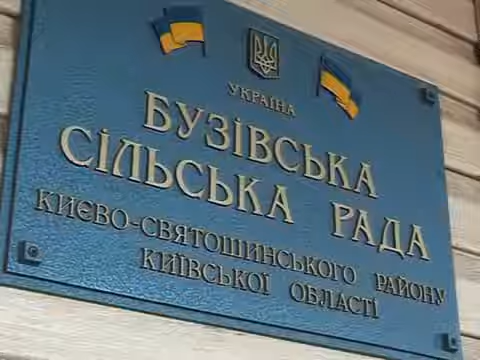 УКРАЇНА
БУЗІВСЬКА
СІЛЬСЬКА РАДА
КИЄВО-СВЯТОШИНСЬКОГО РАЙОНУ
КИЇВСЬКОЇ ОБЛАСТІ